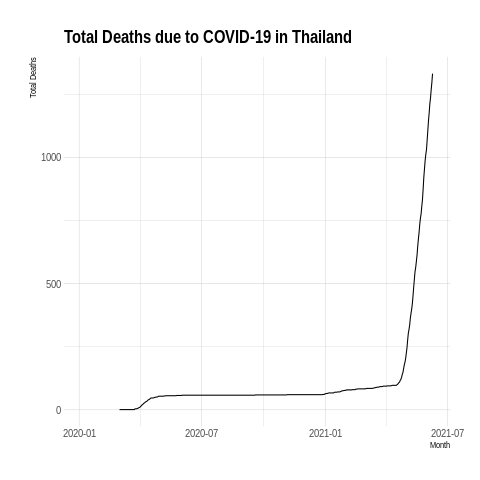 Total Deaths due to COVID-19 in Thailand
Total Deaths
1000
500
0
2020-01
2020-07
2021-01
2021-07
Month